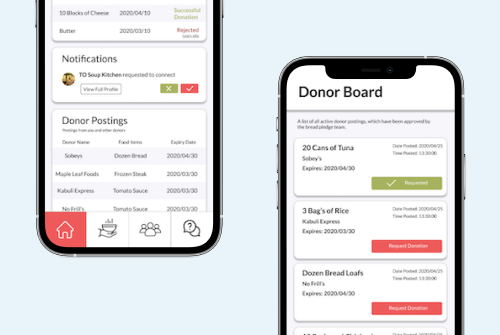 10 Blocks of Cheese 2020/04/10 Successful
Donation
Butter 2020/03/10 Rejected
Notifications
TO Soup Kitchen requested to connect
View Full Profile
Donor Postings
Postings from you and other donors
Donor Name Food Items Expiry Date
Sobeys Dozen Bread 2020/04/30
Maple Leaf Foods Frozen Steak 2020/03/30
Kabuli Express Tomato Sauce 2020/03/30
No Frill's Tomato Sauce 2020/04/30
Donor Board
A list of all active donor postings, which have been approved by
the bread pledge team.
20 Cans of Tuna Date Posted: 2020/04/25
Sobey's Time Posted: 13:30:00
Expires: 2020/04/30
Requested
3 Bag's of Rice Date Posted: 2020/04/25
Kabuli Express Time Posted: 13:30:00
Expires: 2020/03/30
Request Donation
Dozen Bread Loafs Date Posted: 2020/04/25
No Frill's Time Posted: 13:30:00
Expires: 2020/04/30
Request Donation